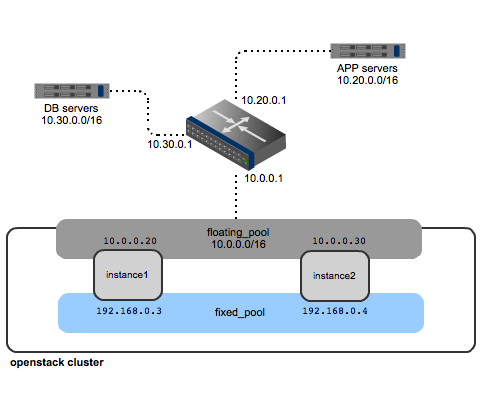 APP servers
10.20.0.0/16
DB servers
10.30.0.0/16
10.20.0.1
10.30.0.1
10.0.0.1
floating_pool
10.0.0.0/16
10.0.0.20
10.0.0.30
instance1
instance2
192.168.0.3
fixed_pool
192.168.0.4
openstack cluster